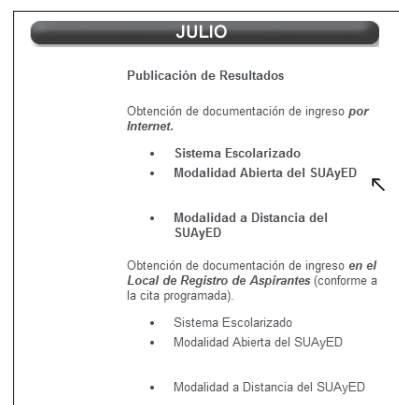 JULIO
Publicación de Resultados
Obtención de documentación de ingreso por
Internet.
• Sistema Escolarizado
• Modalidad Abierta del SUAyED
• Modalidad a Distancia del
SUAyED
Obtención de documentación de ingreso en el
Local de Registro de Aspirantes (conforme a
la cita programada).
• Sistema Escolarizado
• Modalidad Abierta del SUAyED
• Modalidad a Distancia del SUAyED